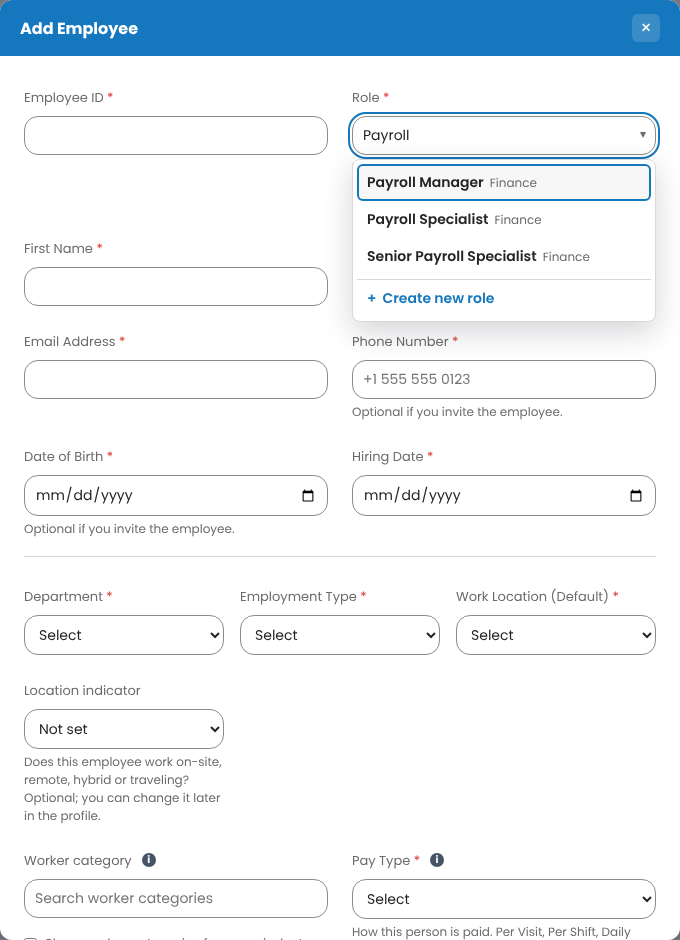 Add Employee
×
Employee ID *
Role *
Payroll
Payroll Manager Finance
Payroll Specialist Finance
Senior Payroll Specialist Finance
+ Create new role
First Name *
Email Address *
Phone Number *
+1 555 555 0123
Optional if you invite the employee.
Date of Birth *
Hiring Date *
mm/dd/yyyy
mm/dd/yyyy
Optional if you invite the employee.
Department *
Employment Type *
Work Location (Default) *
Select
Select
Select
Location indicator
Not set
Does this employee work on-site,
remote, hybrid or traveling?
Optional; you can change it later
in the profile.
Worker category i
Pay Type * i
Search worker categories
Select
How this person is paid. Per Visit, Per Shift, Daily